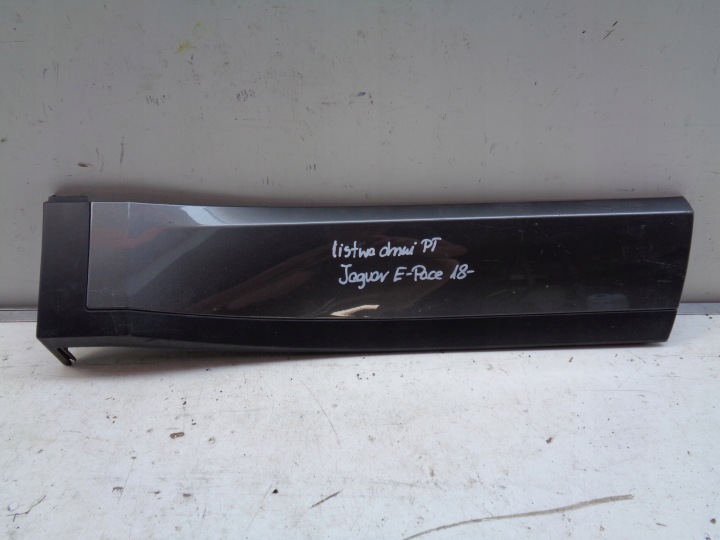 listwa drzwi PT
Jaguar E-Pace 18-